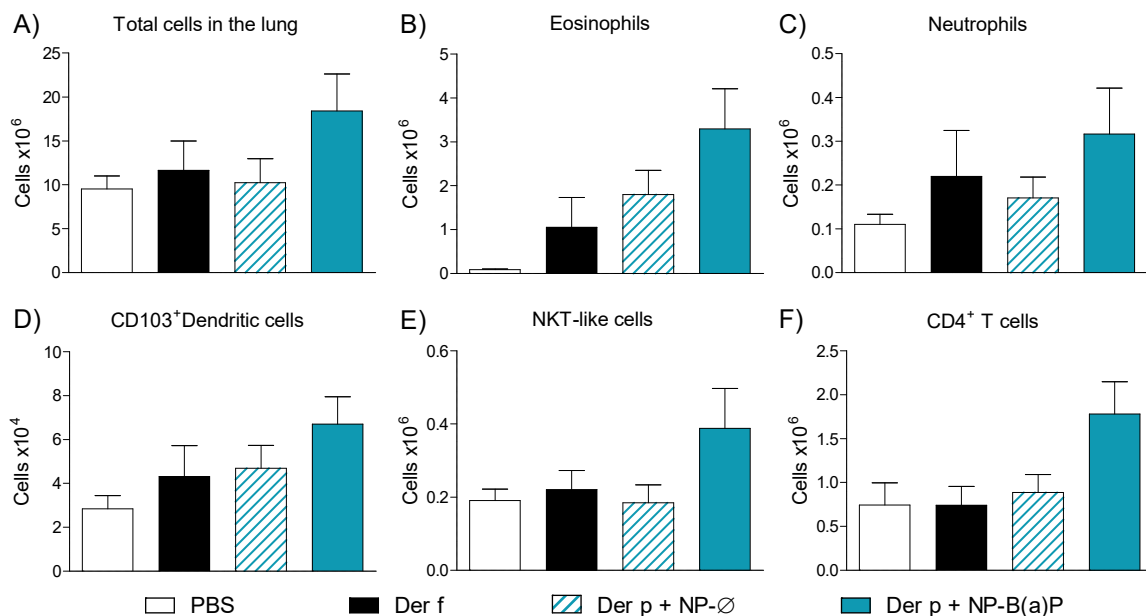 A) Total cells in the lung
Cells x10⁶
25
20
15
10
5
0
B) Eosinophils
Cells x10⁶
5
4
3
2
1
0
C) Neutrophils
Cells x10⁶
0.5
0.4
0.3
0.2
0.1
0.0
D) CD103⁺Dendritic cells
Cells x10⁴
10
8
6
4
2
0
E) NKT-like cells
Cells x10⁶
0.6
0.4
0.2
0.0
F) CD4⁺ T cells
Cells x10⁶
2.5
2.0
1.5
1.0
0.5
0.0
PBS Der f Der p + NP-∅ Der p + NP-B(a)P